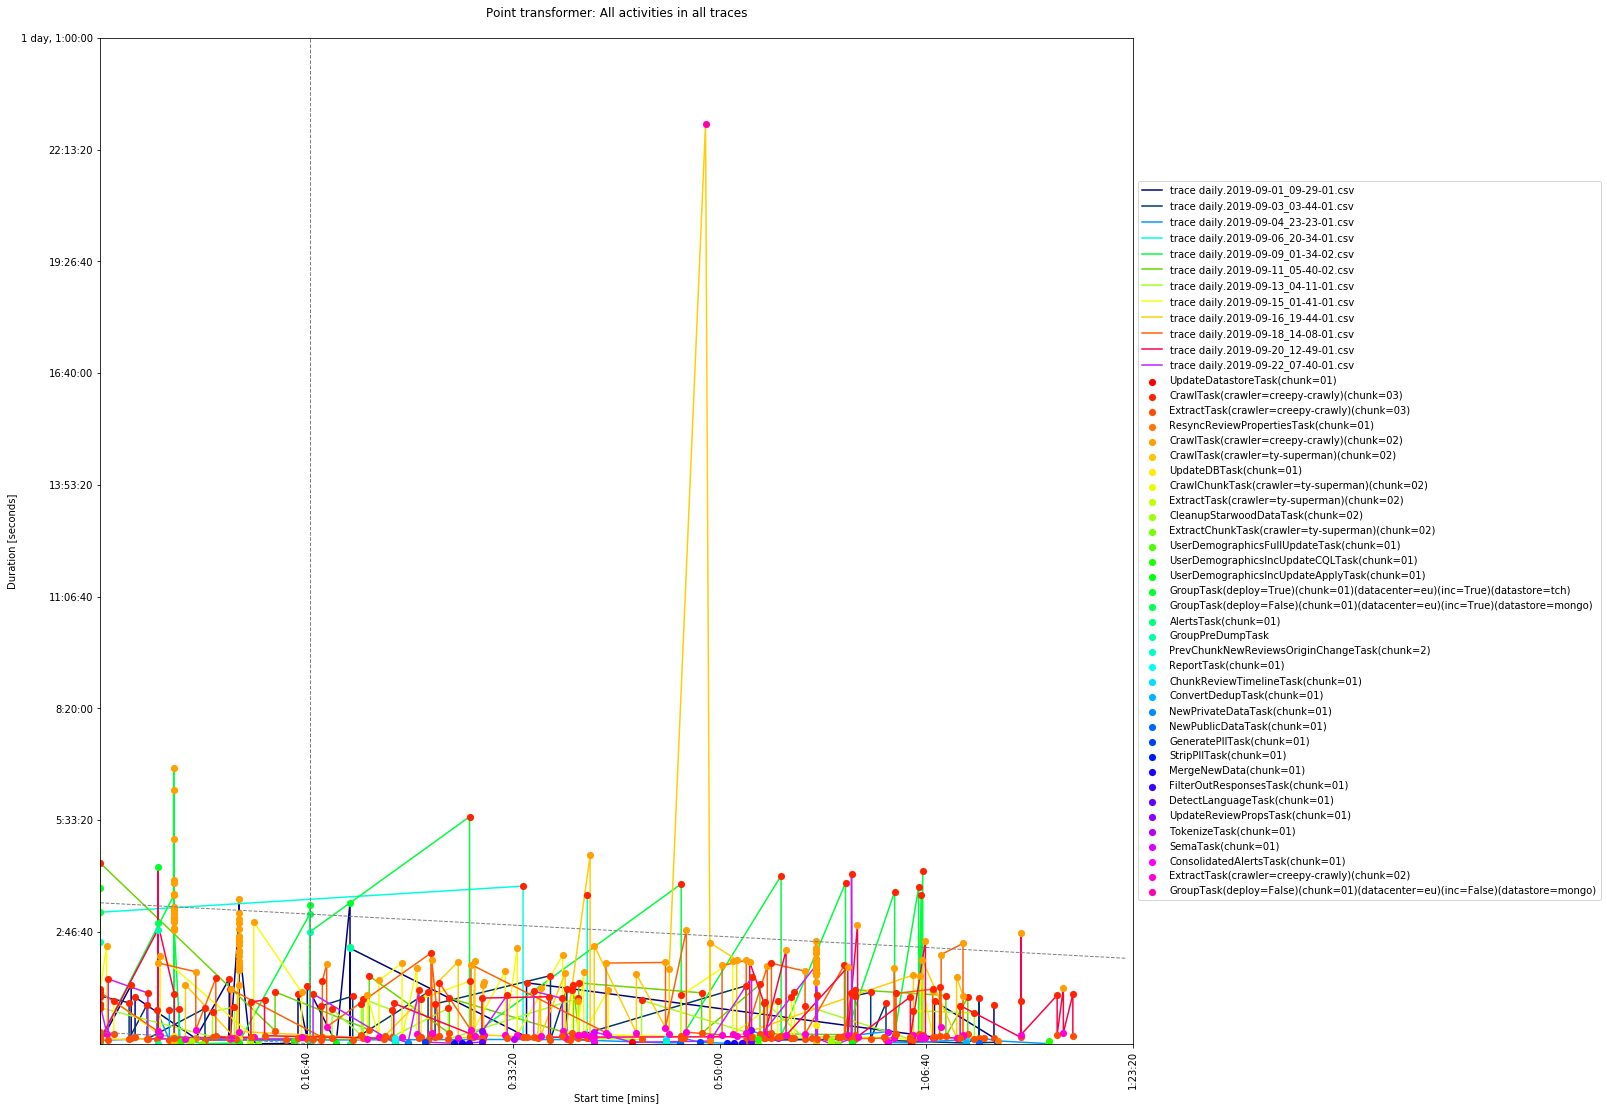 Point transformer: All activities in all traces
1 day, 1:00:00
22:13:20
19:26:40
16:40:00
13:53:20
11:06:40
8:20:00
5:33:20
2:46:40
Duration [seconds]
0:16:40
0:33:20
0:50:00
1:06:40
1:23:20
Start time [mins]
trace daily.2019-09-01_09-29-01.csv
trace daily.2019-09-03_03-44-01.csv
trace daily.2019-09-04_23-23-01.csv
trace daily.2019-09-06_20-34-01.csv
trace daily.2019-09-09_01-34-02.csv
trace daily.2019-09-11_05-40-02.csv
trace daily.2019-09-13_04-11-01.csv
trace daily.2019-09-15_01-41-01.csv
trace daily.2019-09-16_19-44-01.csv
trace daily.2019-09-18_14-08-01.csv
trace daily.2019-09-20_12-49-01.csv
trace daily.2019-09-22_07-40-01.csv
UpdateDatastoreTask(chunk=01)
CrawlTask(crawler=creepy-crawly)(chunk=03)
ExtractTask(crawler=creepy-crawly)(chunk=03)
ResyncReviewPropertiesTask(chunk=01)
CrawlTask(crawler=creepy-crawly)(chunk=02)
CrawlTask(crawler=ty-superman)(chunk=02)
UpdateDBTask(chunk=01)
CrawlChunkTask(crawler=ty-superman)(chunk=02)
ExtractTask(crawler=ty-superman)(chunk=02)
CleanupStarwoodDataTask(chunk=02)
ExtractChunkTask(crawler=ty-superman)(chunk=02)
UserDemographicsFullUpdateTask(chunk=01)
UserDemographicsIncUpdateCQLTask(chunk=01)
UserDemographicsIncUpdateApplyTask(chunk=01)
GroupTask(deploy=True)(chunk=01)(datacenter=eu)(inc=True)(datastore=tch)
GroupTask(deploy=False)(chunk=01)(datacenter=eu)(inc=True)(datastore=mongo)
AlertsTask(chunk=01)
GroupPreDumpTask
PrevChunkNewReviewsOriginChangeTask(chunk=2)
ReportTask(chunk=01)
ChunkReviewTimelineTask(chunk=01)
ConvertDedupTask(chunk=01)
NewPrivateDataTask(chunk=01)
NewPublicDataTask(chunk=01)
GeneratePIITask(chunk=01)
StripPIITask(chunk=01)
MergeNewData(chunk=01)
FilterOutResponsesTask(chunk=01)
DetectLanguageTask(chunk=01)
UpdateReviewPropsTask(chunk=01)
TokenizeTask(chunk=01)
SemaTask(chunk=01)
ConsolidatedAlertsTask(chunk=01)
ExtractTask(crawler=creepy-crawly)(chunk=02)
GroupTask(deploy=False)(chunk=01)(datacenter=eu)(inc=False)(datastore=mongo)